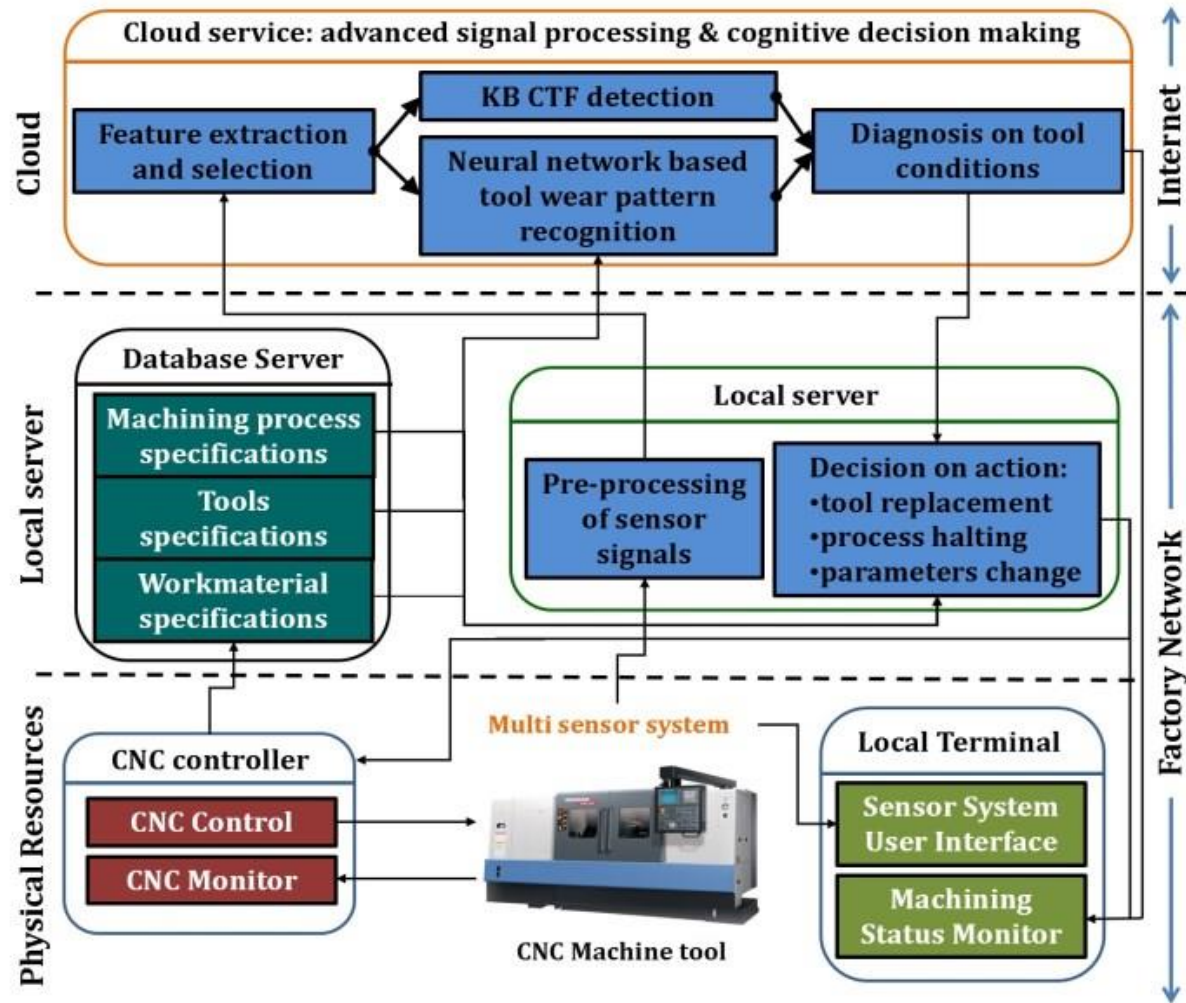 Cloud service: advanced signal processing & cognitive decision making
Cloud
Feature extraction
and selection
KB CTF detection
Neural network based
tool wear pattern
recognition
Diagnosis on tool
conditions
Internet
Local server
Database Server
Machining process
specifications
Tools
specifications
Workmaterial
specifications
Local server
Pre-processing
of sensor
signals
Decision on action:
•tool replacement
•process halting
•parameters change
Factory Network
Physical Resources
CNC controller
CNC Control
CNC Monitor
Multi sensor system
CNC Machine tool
Local Terminal
Sensor System
User Interface
Machining
Status Monitor